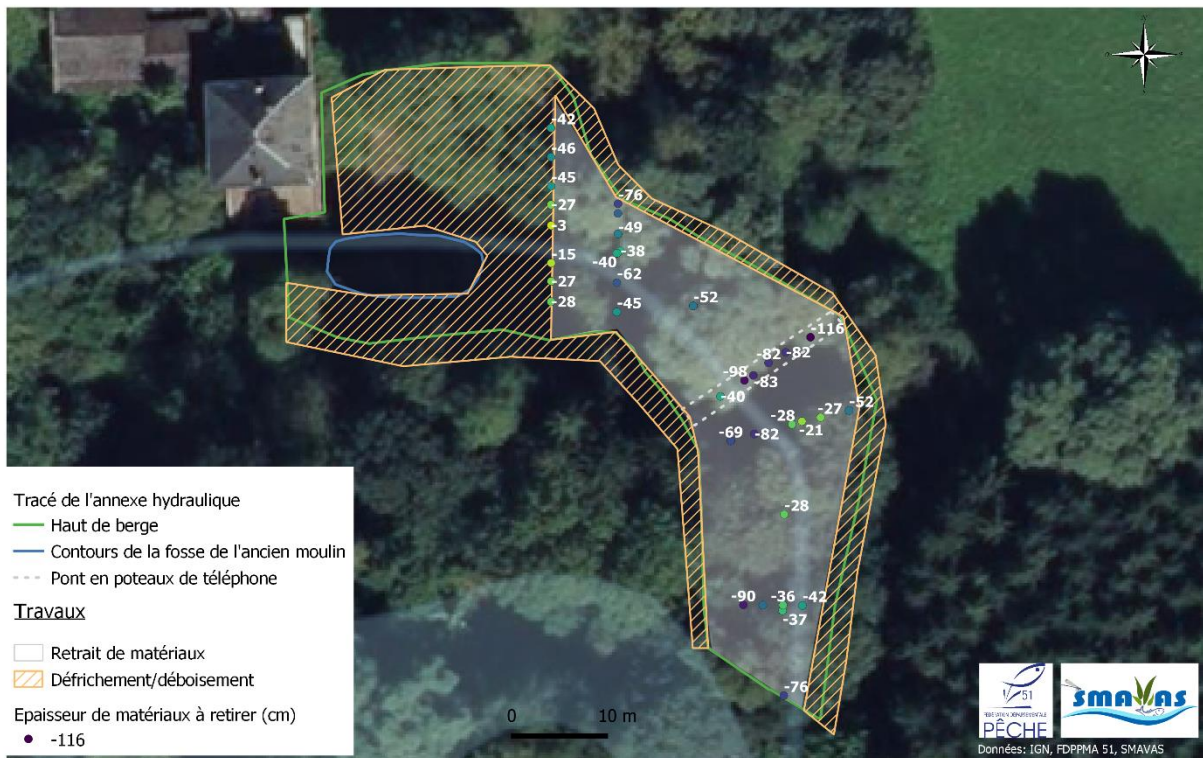 -42
-46
-45
-27
-3
-15
-27
-28
-76
-49
-38
-40
-62
-45
-52
-116
-82
-82
-98
-83
-40
-28
-27
-52
-21
-69
-82
-28
-90
-36
-42
-37
-76
Tracé de l'annexe hydraulique
Haut de berge
Contours de la fosse de l'ancien moulin
Pont en poteaux de téléphone
Travaux
Retrait de matériaux
Défrichement/déboisement
Epaisseur de matériaux à retirer (cm)
-116
0 10 m
51
FEDERATION DEPARTEMENTALE
PÊCHE
SMAVAS
Données: IGN, FDPPMA 51, SMAVAS